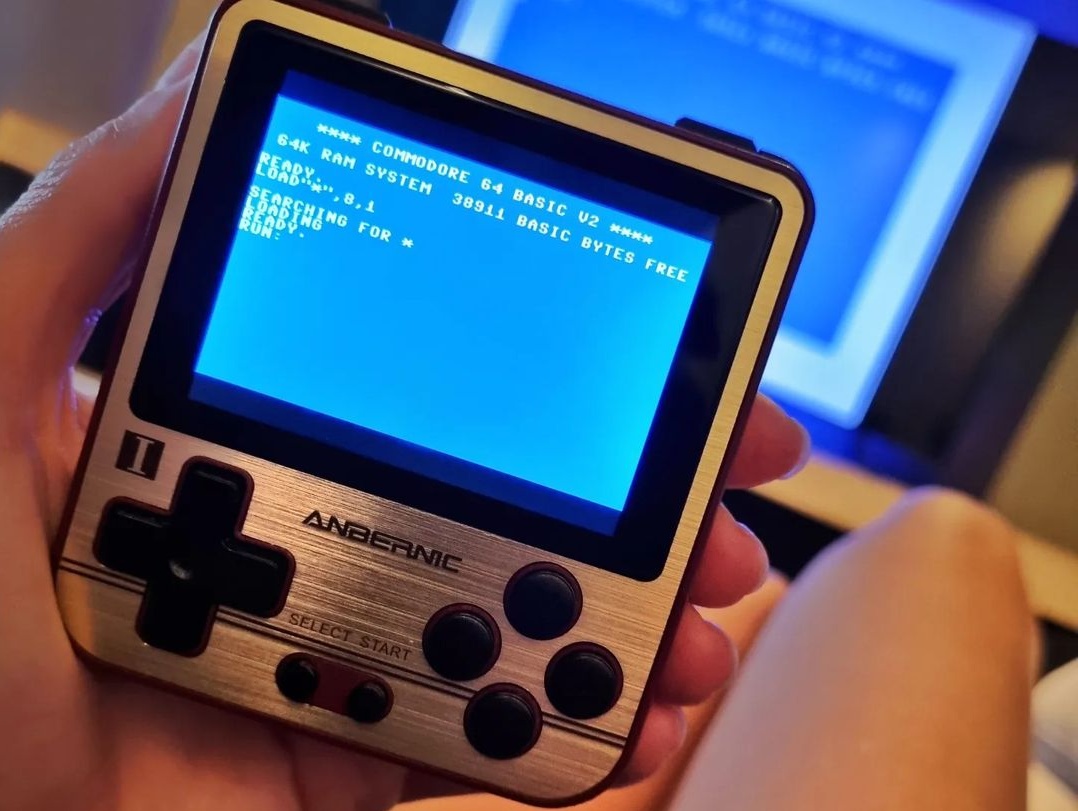 **** COMMODORE 64 BASIC V2 ****
64K RAM SYSTEM  38911 BASIC BYTES FREE
READY.
LOAD"*",8,1
SEARCHING FOR *
LOADING
READY.
RUN:
I
ANBERNIC
SELECT START